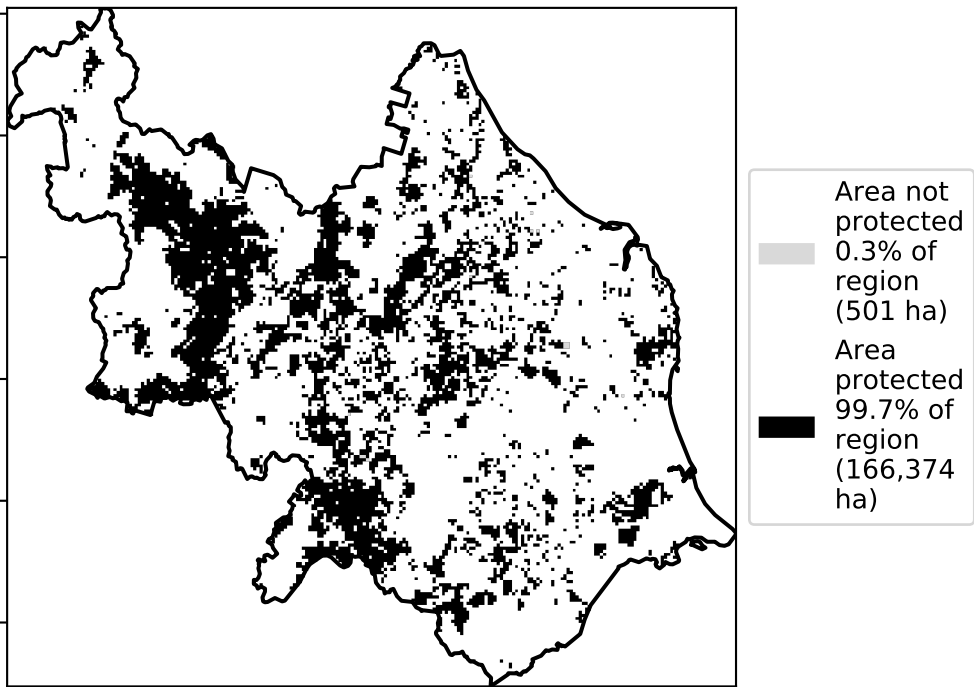 Area not
protected
0.3% of
region
(501 ha)
Area
protected
99.7% of
region
(166,374
ha)